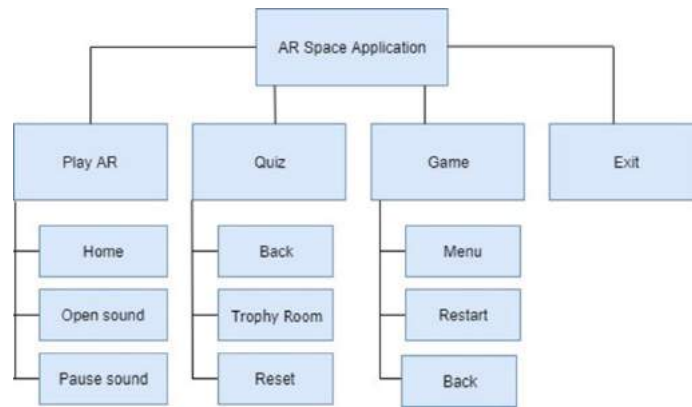 AR Space Application
Play AR
Quiz
Game
Exit
Home
Open sound
Pause sound
Back
Trophy Room
Reset
Menu
Restart
Back